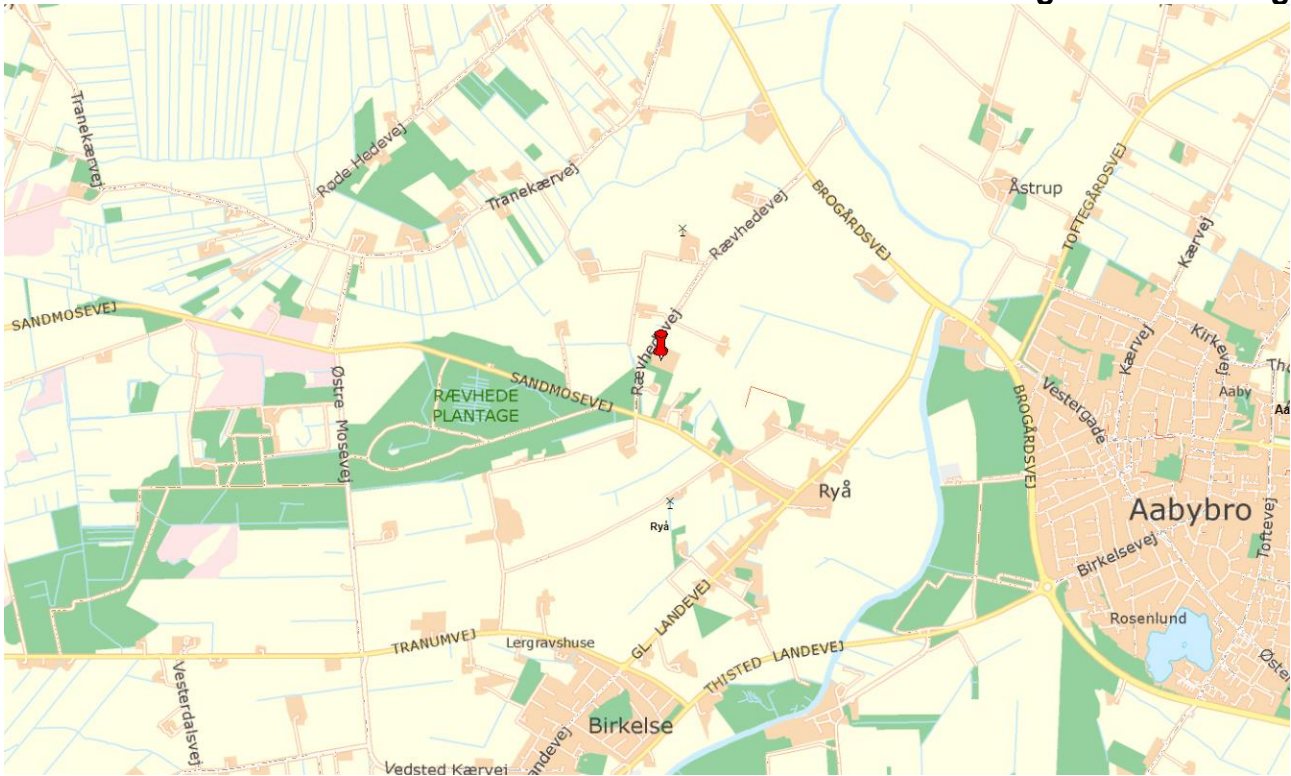 Tranekærvej
Røde Hedevej
Tranekærvej
Rævhedevej
BROGÅRDSVEJ
Åstrup
TOFTEGÅRDSVEJ
Kærvej
SANDMOSEVEJ
Rævhedevej
Kærvej
Kirkevej
Østre Mosevej
RÆVHEDE
PLANTAGE
SANDMOSEVEJ
BROGÅRDSVEJ
Vestergade
Aaby
Ryå
Ryå
Aabybro
Birkelsevej
Toftevej
GL. LANDEVEJ
TRANUMVEJ
Lergravshuse
THISTED LANDEVEJ
Rosenlund
Vesterdalsvej
Birkelse
Vedsted Kærvej